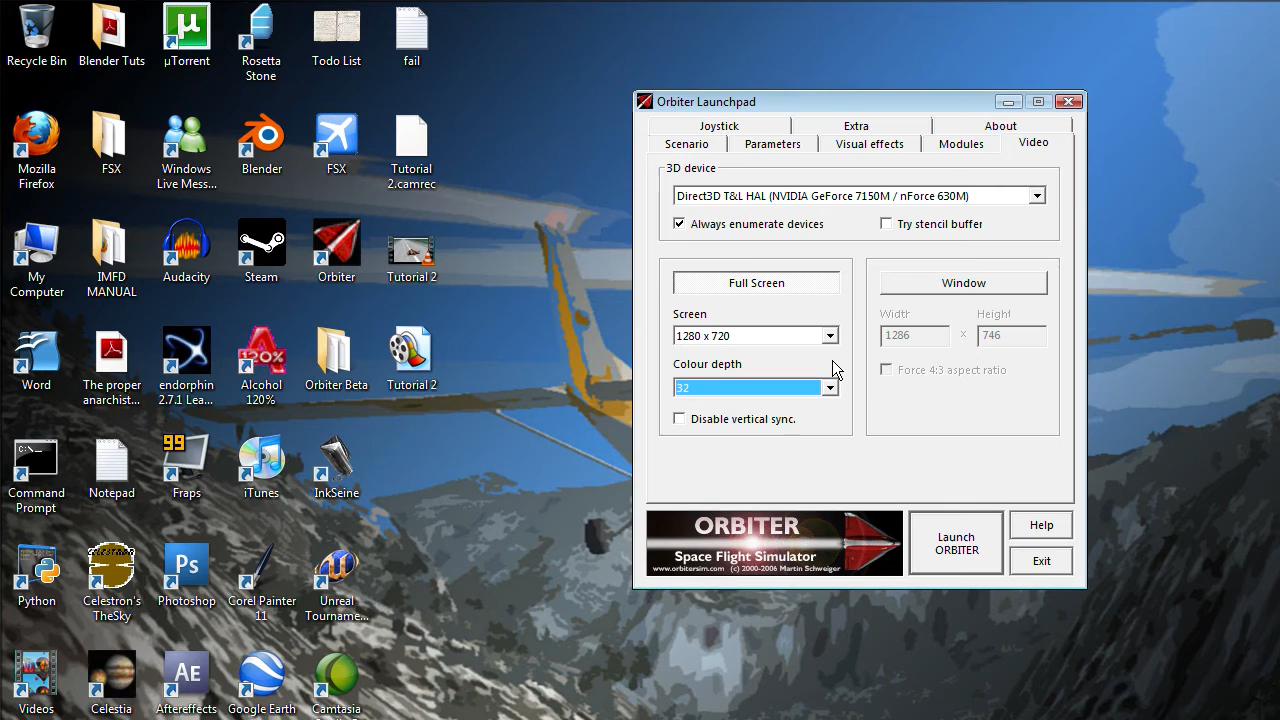 Recycle Bin
Blender Tuts
µTorrent
Rosetta
Stone
Todo List
fail
Mozilla
Firefox
FSX
Windows
Live Mess...
Blender
FSX
Tutorial
2.camrec
My
Computer
IMFD
MANUAL
Audacity
Steam
Orbiter
Tutorial 2
Word
The proper
anarchist...
endorphin
2.7.1 Lea...
120%
Alcohol
120%
Orbiter Beta
Tutorial 2
C:\_
Command
Prompt
Notepad
99
Fraps
iTunes
InkSeine
Python
Celestron's
TheSky
Ps
Photoshop
Corel Painter
11
Unreal
Tourname...
Videos
Celestia
AE
Aftereffects
Google Earth
Camtasia
Orbiter Launchpad
Joystick
Extra
About
Scenario
Parameters
Visual effects
Modules
Video
3D device
Direct3D T&L HAL (NVIDIA GeForce 7150M / nForce 630M)
Always enumerate devices
Try stencil buffer
Full Screen
Window
Screen
1280 x 720
Width
Height
1286 x 746
Colour depth
32
Force 4:3 aspect ratio
Disable vertical sync.
ORBITER
Space Flight Simulator
www.orbitersim.com (c) 2000-2006 Martin Schweiger
Launch
ORBITER
Help
Exit